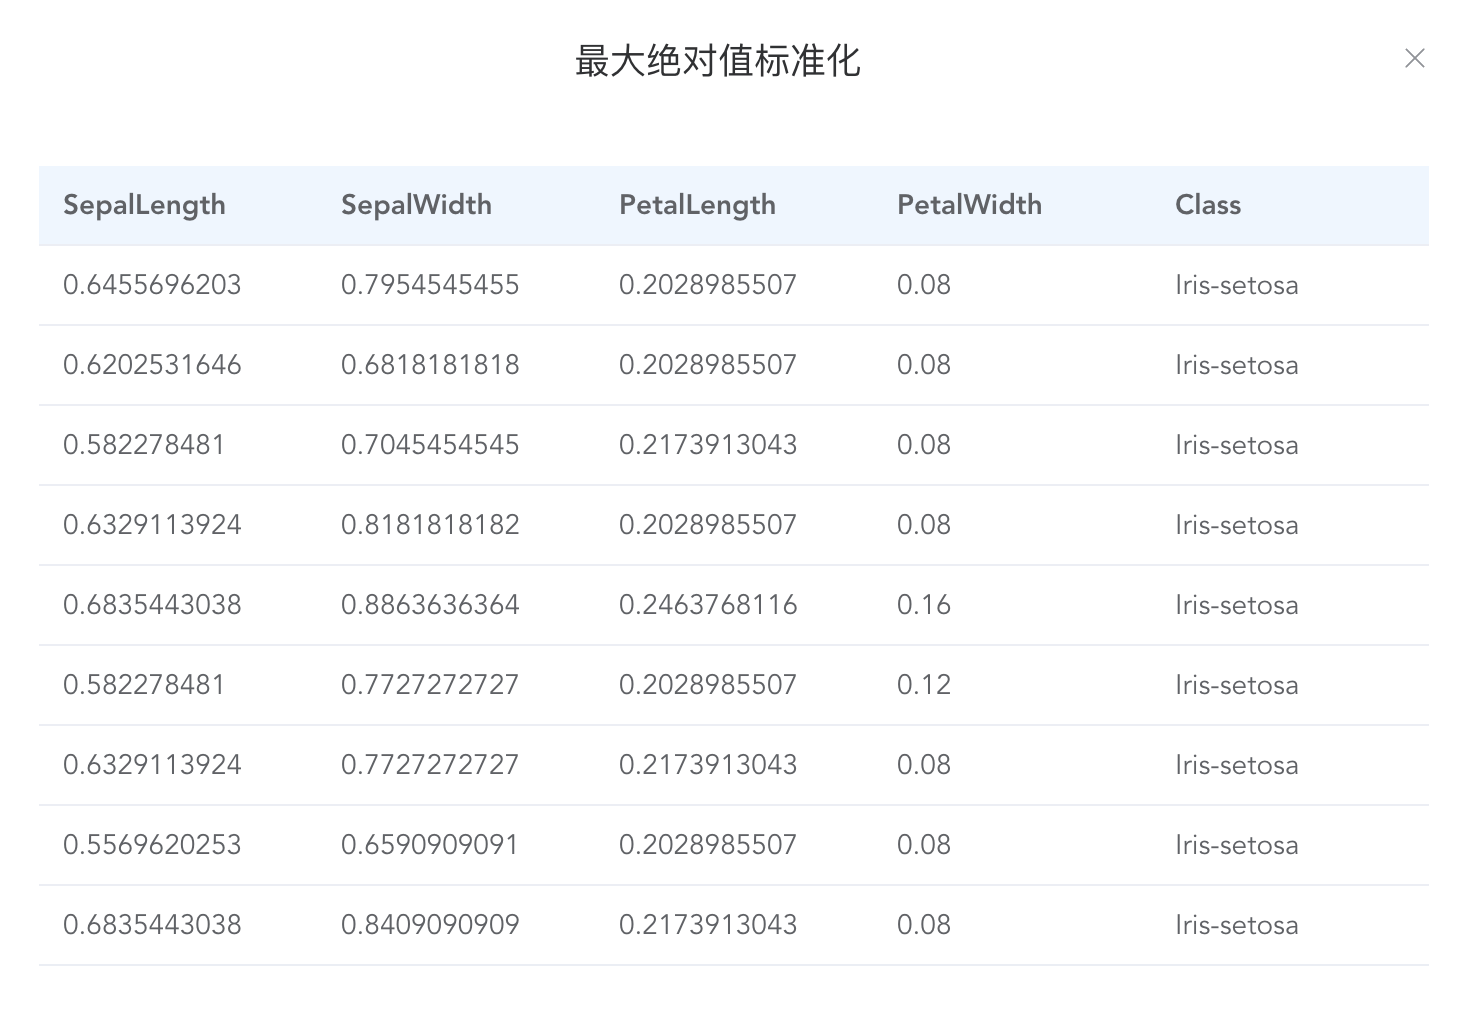 最大绝对值标准化
SepalLength SepalWidth PetalLength PetalWidth Class
0.6455696203 0.7954545455 0.2028985507 0.08 Iris-setosa
0.6202531646 0.6818181818 0.2028985507 0.08 Iris-setosa
0.582278481 0.7045454545 0.2173913043 0.08 Iris-setosa
0.6329113924 0.8181818182 0.2028985507 0.08 Iris-setosa
0.6835443038 0.8863636364 0.2463768116 0.16 Iris-setosa
0.582278481 0.7727272727 0.2028985507 0.12 Iris-setosa
0.6329113924 0.7727272727 0.2173913043 0.08 Iris-setosa
0.5569620253 0.6590909091 0.2028985507 0.08 Iris-setosa
0.6835443038 0.8409090909 0.2173913043 0.08 Iris-setosa